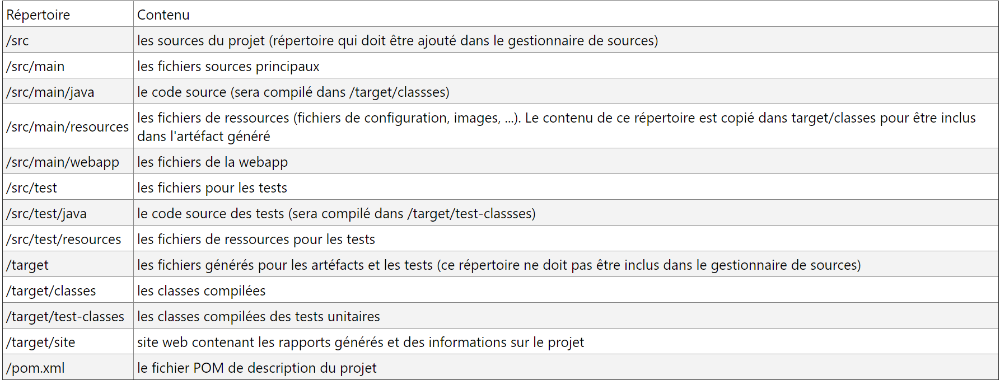 Répertoire Contenu
/src les sources du projet (répertoire qui doit être ajouté dans le gestionnaire de sources)
/src/main les fichiers sources principaux
/src/main/java le code source (sera compilé dans /target/classses)
/src/main/resources les fichiers de ressources (fichiers de configuration, images, ...). Le contenu de ce répertoire est copié dans target/classes pour être inclus
dans l'artéfact généré
/src/main/webapp les fichiers de la webapp
/src/test les fichiers pour les tests
/src/test/java le code source des tests (sera compilé dans /target/test-classses)
/src/test/resources les fichiers de ressources pour les tests
/target les fichiers générés pour les artéfacts et les tests (ce répertoire ne doit pas être inclus dans le gestionnaire de sources)
/target/classes les classes compilées
/target/test-classes les classes compilées des tests unitaires
/target/site site web contenant les rapports générés et des informations sur le projet
/pom.xml le fichier POM de description du projet